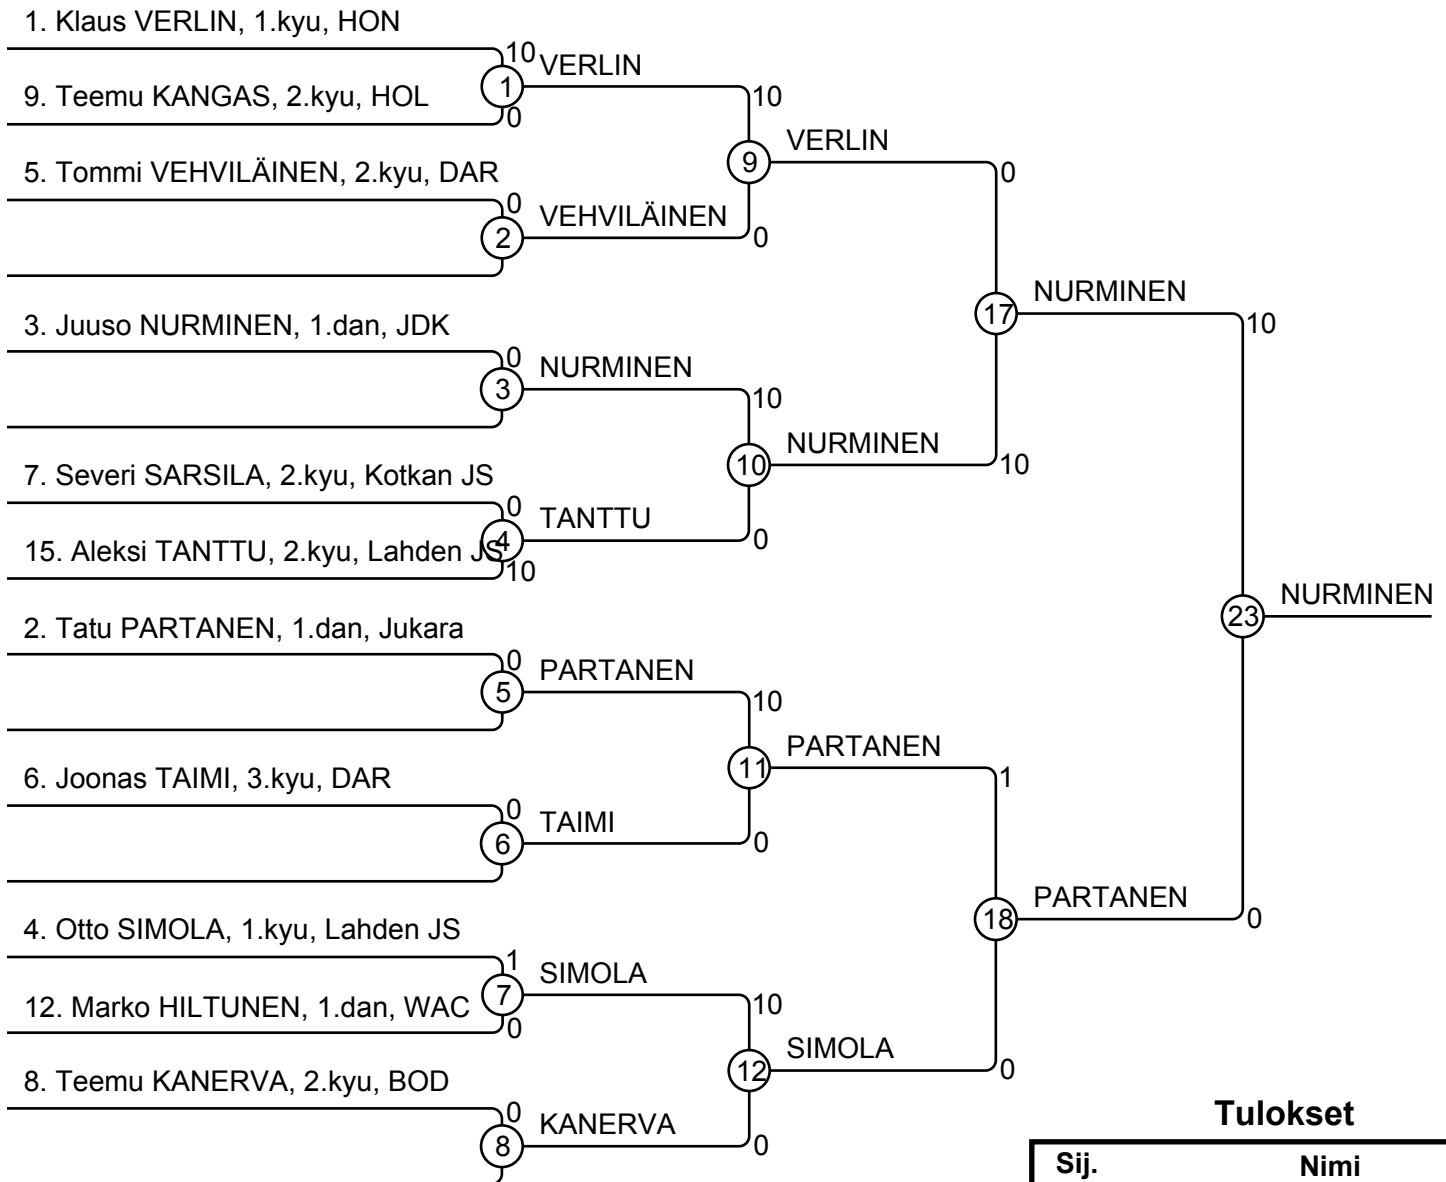 1. Klaus VERLIN, 1.kyu, HON
10
VERLIN
1
9. Teemu KANGAS, 2.kyu, HOL
0
10
VERLIN
9
0
5. Tommi VEHVILÄINEN, 2.kyu, DAR
0
VEHVILÄINEN
2
0
NURMINEN
17
10
3. Juuso NURMINEN, 1.dan, JDK
0
NURMINEN
3
10
NURMINEN
10
10
7. Severi SARSILA, 2.kyu, Kotkan JS
0
TANTTU
4
0
15. Aleksi TANTTU, 2.kyu, Lahden JS
10
NURMINEN
23
2. Tatu PARTANEN, 1.dan, Jukara
0
PARTANEN
5
10
PARTANEN
11
1
6. Joonas TAIMI, 3.kyu, DAR
0
TAIMI
6
0
PARTANEN
18
0
4. Otto SIMOLA, 1.kyu, Lahden JS
1
SIMOLA
7
10
12. Marko HILTUNEN, 1.dan, WAC
0
SIMOLA
12
0
8. Teemu KANERVA, 2.kyu, BOD
0
KANERVA
8
0
Tulokset
Sij. Nimi